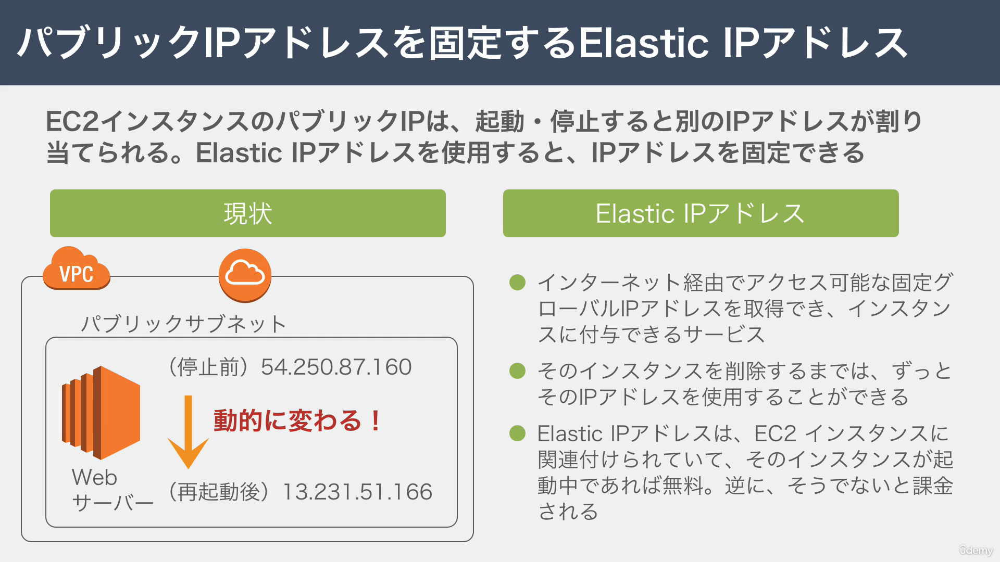 パブリックIPアドレスを固定するElastic IPアドレス
EC2インスタンスのパブリックIPは、起動・停止すると別のIPアドレスが割り
当てられる。Elastic IPアドレスを使用すると、IPアドレスを固定できる
現状
VPC
パブリックサブネット
（停止前）54.250.87.160
動的に変わる！
Web
サーバー
（再起動後）13.231.51.166
Elastic IPアドレス
インターネット経由でアクセス可能な固定グ
ローバルIPアドレスを取得でき、インスタン
スに付与できるサービス
そのインスタンスを削除するまでは、ずっと
そのIPアドレスを使用することができる
Elastic IPアドレスは、EC2 インスタンスに
関連付けられていて、そのインスタンスが起
動中であれば無料。逆に、そうでないと課金
される
ûdemy